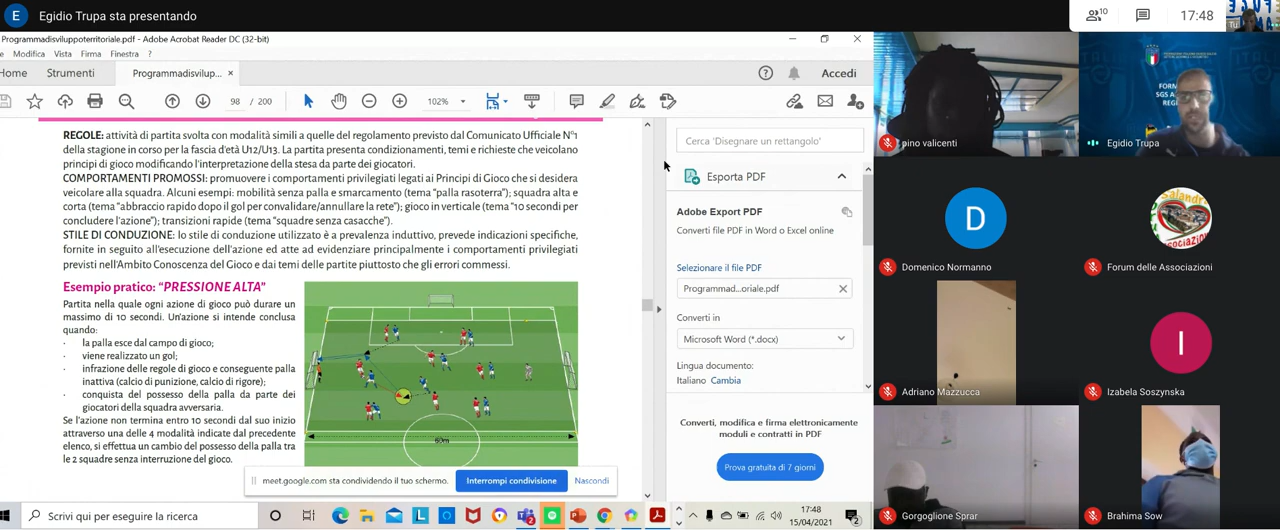 E Egidio Trupa sta presentando
10
17:48
Tu
Programmadisviluppoterritoriale.pdf - Adobe Acrobat Reader DC (32-bit)
Modifica Vista Firma Finestra ?
Home Strumenti Programmadisvilup... × Accedi
98 / 200 102%
REGOLE: attività di partita svolta con modalità simili a quelle del regolamento previsto dal Comunicato Ufficiale N°1
della stagione in corso per la fascia d'età U12/U13. La partita presenta condizionamenti, temi e richieste che veicolano
principi di gioco modificando l'interpretazione della stesa da parte dei giocatori.
COMPORTAMENTI PROMOSSI: promuovere i comportamenti privilegiati legati ai Principi di Gioco che si desidera
veicolare alla squadra. Alcuni esempi: mobilità senza palla e smarcamento (tema "palla rasoterra"); squadra alta e
corta (tema "abbraccio rapido dopo il gol per convalidare/annullare la rete"); gioco in verticale (tema "10 secondi per
concludere l'azione"); transizioni rapide (tema "squadre senza casacche").
STILE DI CONDUZIONE: lo stile di conduzione utilizzato è a prevalenza induttivo, prevede indicazioni specifiche,
fornite in seguito all'esecuzione dell'azione ed atte ad evidenziare principalmente i comportamenti privilegiati
previsti nell'Ambito Conoscenza del Gioco e dai temi delle partite piuttosto che gli errori commessi.
Esempio pratico: "PRESSIONE ALTA"
Partita nella quale ogni azione di gioco può durare un
massimo di 10 secondi. Un'azione si intende conclusa
quando:
· la palla esce dal campo di gioco;
· viene realizzato un gol;
· infrazione delle regole di gioco e conseguente palla
inattiva (calcio di punizione, calcio di rigore);
· conquista del possesso della palla da parte dei
giocatori della squadra avversaria.
Se l'azione non termina entro 10 secondi dal suo inizio
attraverso una delle 4 modalità indicate dal precedente
elenco, si effettua un cambio del possesso della palla tra
le 2 squadre senza interruzione del gioco.
60m
Cerca 'Disegnare un rettangolo'
Esporta PDF
Adobe Export PDF
Converti file PDF in Word o Excel online
Selezionare il file PDF
Programmad...oriale.pdf
Converti in
Microsoft Word (*.docx)
Lingua documento:
Italiano Cambia
Converti, modifica e firma elettronicamente
moduli e contratti in PDF
Prova gratuita di 7 giorni
meet.google.com sta condividendo il tuo schermo. Interrompi condivisione Nascondi
Scrivi qui per eseguire la ricerca
17:48
15/04/2021
2
pino valicenti
Egidio Trupa
D
Domenico Normanno
Salandra
Forum delle Associazioni
Adriano Mazzucca
I
Izabela Soszynska
Gorgoglione Sprar
Brahima Sow